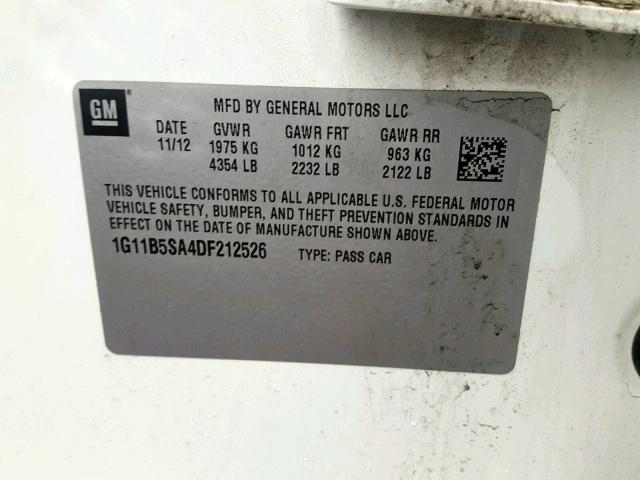 GM
MFD BY GENERAL MOTORS LLC
DATE GVWR GAWR FRT GAWR RR
11/12 1975 KG 1012 KG 963 KG
4354 LB 2232 LB 2122 LB
THIS VEHICLE CONFORMS TO ALL APPLICABLE U.S. FEDERAL MOTOR
VEHICLE SAFETY, BUMPER, AND THEFT PREVENTION STANDARDS IN
EFFECT ON THE DATE OF MANUFACTURE SHOWN ABOVE.
1G11B5SA4DF212526 TYPE: PASS CAR